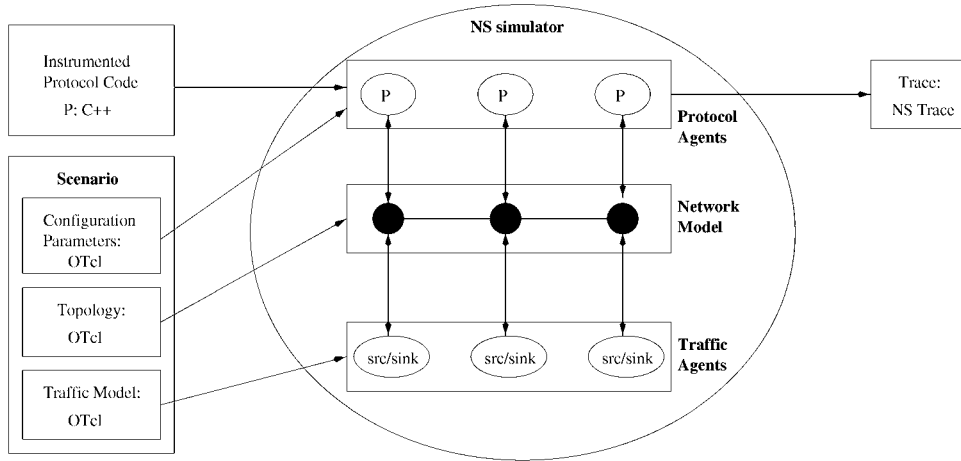 NS simulator
Instrumented
Protocol Code
P: C++
P
P
P
Trace:
NS Trace
Protocol
Agents
Scenario
Configuration
Parameters:
OTcl
Network
Model
Topology:
OTcl
Traffic Model:
OTcl
src/sink
src/sink
src/sink
Traffic
Agents